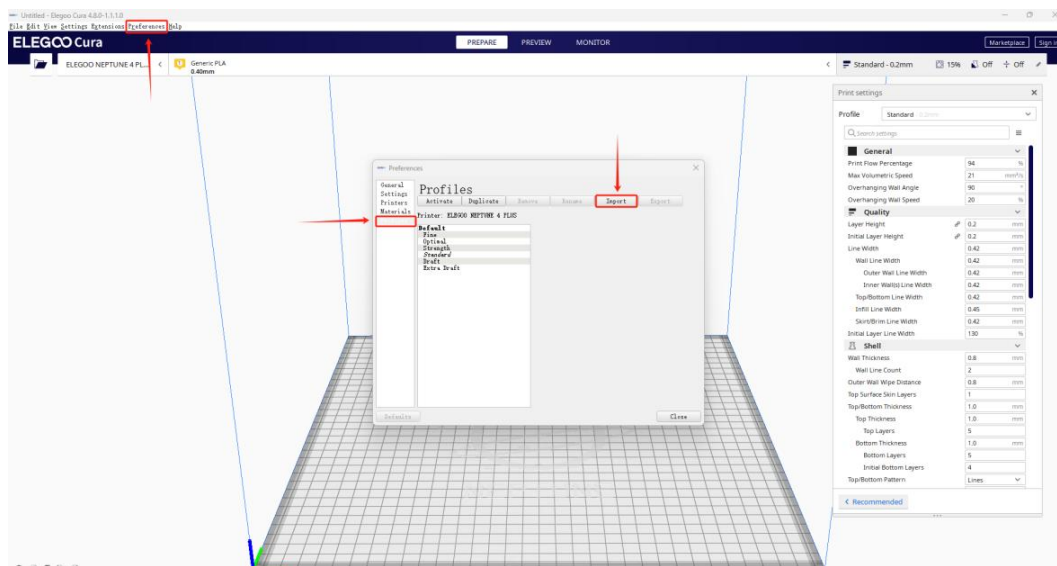 Untitled - Elegoo Cura 4.8.0-1.1.1.0
File Edit View Settings Extensions Preferences Help
ELEGOO Cura
PREPARE PREVIEW MONITOR
Marketplace Sign i
ELEGOO NEPTUNE 4 PL...
Generic PLA
0.40mm
Standard - 0.2mm 15% Off Off
Print settings
Profile Standard 0.2mm
Search settings
General
Print Flow Percentage 94 %
Max Volumetric Speed 21 mm³/s
Overhanging Wall Angle 90 °
Overhanging Wall Speed 20 %
Quality
Layer Height 0.2 mm
Initial Layer Height 0.2 mm
Line Width 0.42 mm
Wall Line Width 0.42 mm
Outer Wall Line Width 0.42 mm
Inner Wall(s) Line Width 0.42 mm
Top/Bottom Line Width 0.42 mm
Infill Line Width 0.45 mm
Skirt/Brim Line Width 0.42 mm
Initial Layer Line Width 130 %
Shell
Wall Thickness 0.8 mm
Wall Line Count 2
Outer Wall Wipe Distance 0.8 mm
Top Surface Skin Layers 1
Top/Bottom Thickness 1.0 mm
Top Thickness 1.0 mm
Top Layers 5
Bottom Thickness 1.0 mm
Bottom Layers 5
Initial Bottom Layers 4
Top/Bottom Pattern Lines
Recommended
Preferences
General
Settings
Printers
Materials
Profiles
Activate Duplicate Remove Rename Import Export
Printer: ELEGOO NEPTUNE 4 PLUS
Default
Fine
Optimal
Strength
Standard
Draft
Extra Draft
Defaults
Close